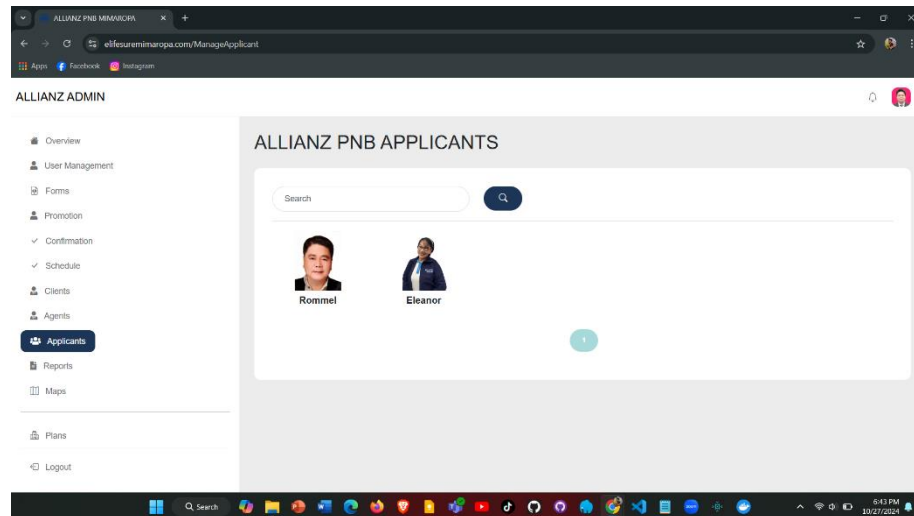 ALLIANZ PNB MIMAROPA
elifesuremimaropa.com/ManageApplicant
Apps Facebook Instagram
ALLIANZ ADMIN
Overview
User Management
Forms
Promotion
Confirmation
Schedule
Clients
Agents
Applicants
Reports
Maps
Plans
Logout
ALLIANZ PNB APPLICANTS
Search
Rommel Eleanor
1
Search
6:43 PM
10/27/2024